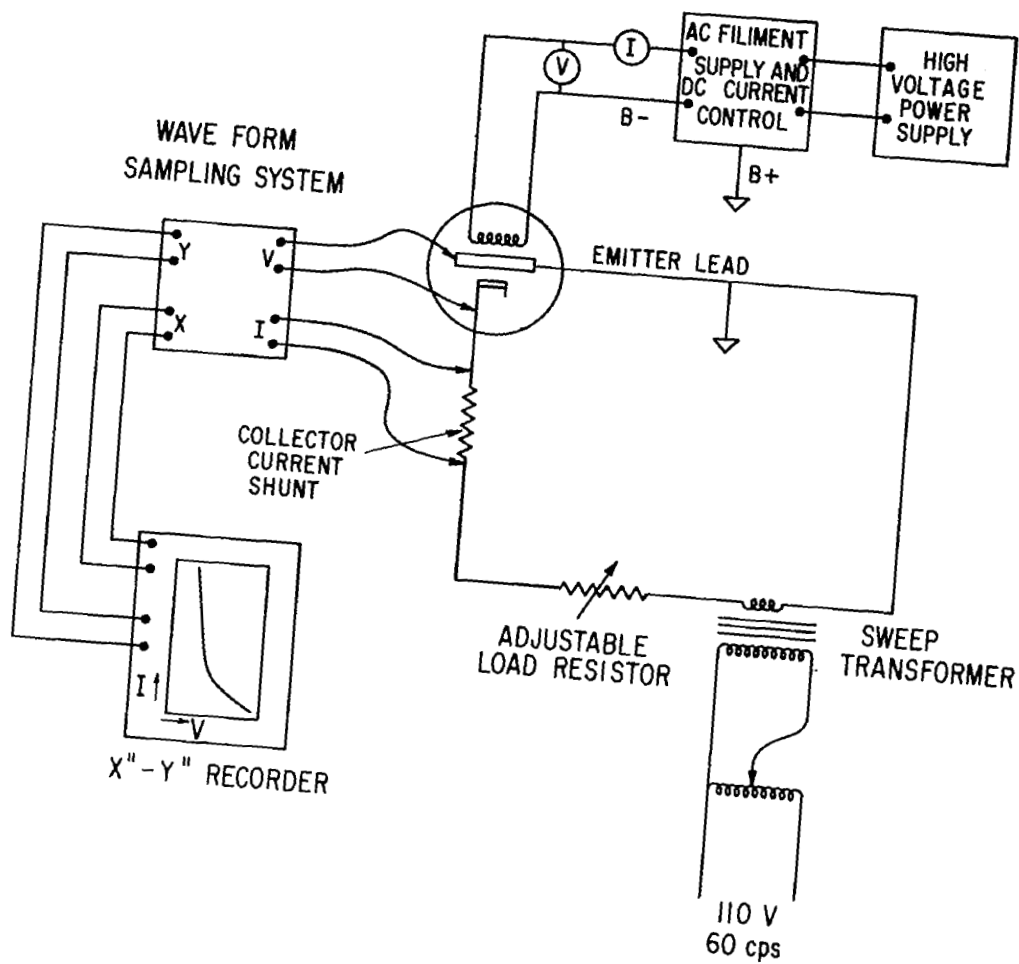 AC FILIMENT
SUPPLY AND
DC CURRENT
CONTROL
HIGH
VOLTAGE
POWER
SUPPLY
I
V
B-
B+
WAVE FORM
SAMPLING SYSTEM
Y
V
X
I
EMITTER LEAD
COLLECTOR
CURRENT
SHUNT
ADJUSTABLE
LOAD RESISTOR
SWEEP
TRANSFORMER
I
V
X"-Y" RECORDER
110 V
60 cps